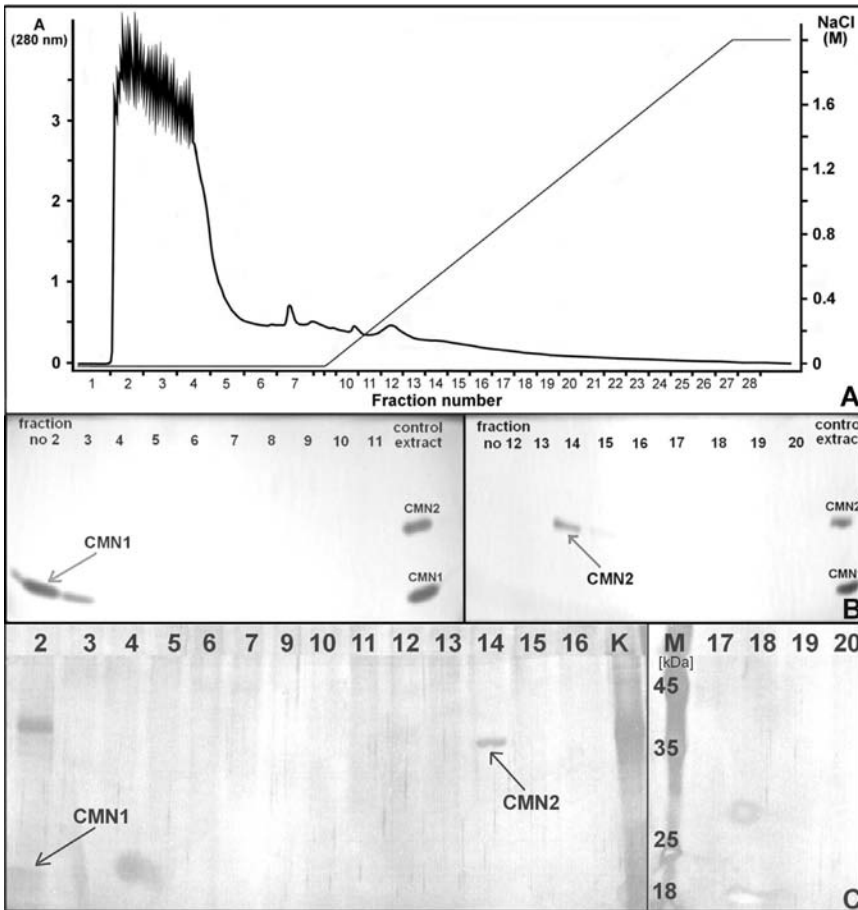 A
(280 nm)
NaCl
(M)
3
2
1
0
1.6
1.2
0.8
0.4
0
1 2 3 4 5 6 7 10 11 12 13 14 15 16 17 18 19 20 21 22 23 24 25 26 27 28
Fraction number
A
fraction
no 2 3 4 5 6 7 8 9 10 11
control
extract
CMN2
CMN1
CMN1
fraction
no 12 13 14 15 16 17 18 19 20
control
extract
CMN2
CMN2
CMN
B
2 3 4 5 6 7 9 10 11 12 13 14 15 16 K
CMN2
CMN1
M 17 18 19 20
[kDa]
45
35
25
18
C